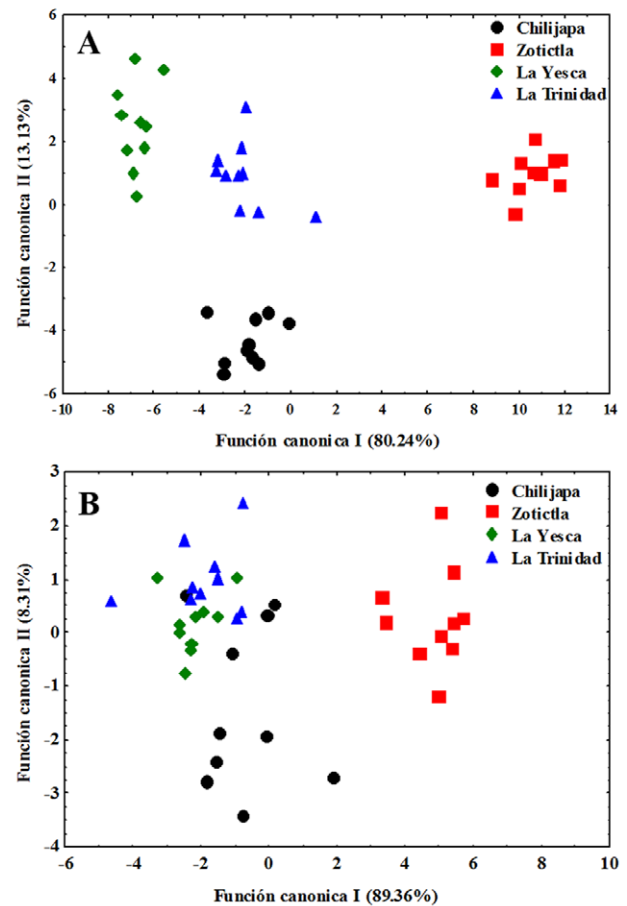 A
Chilijapa
Zotictla
La Yesca
La Trinidad
Función canonica II (13.13%)
6
4
2
0
-2
-4
-6
-10 -8 -6 -4 -2 0 2 4 6 8 10 12 14
Función canonica I (80.24%)
B
Chilijapa
Zotictla
La Yesca
La Trinidad
Función canonica II (8.31%)
3
2
1
0
-1
-2
-3
-4
-6 -4 -2 0 2 4 6 8 10
Función canonica I (89.36%)